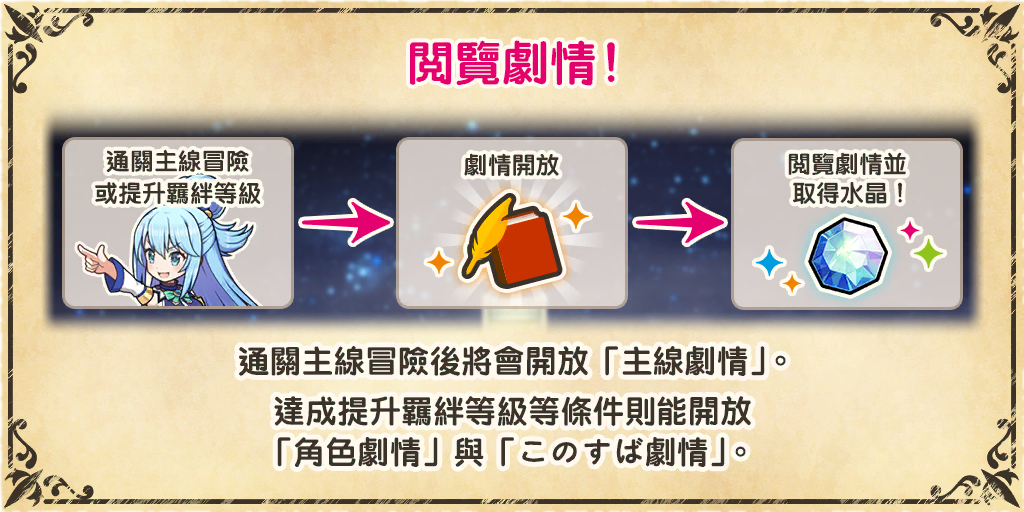 閲覽劇情！
通關主線冒險
或提升羈絆等級
劇情開放
閱覽劇情並
取得水晶！
通關主線冒險後將會開放「主線劇情」。
達成提升羈絆等級等條件則能開放
「角色劇情」與「このすば劇情」。